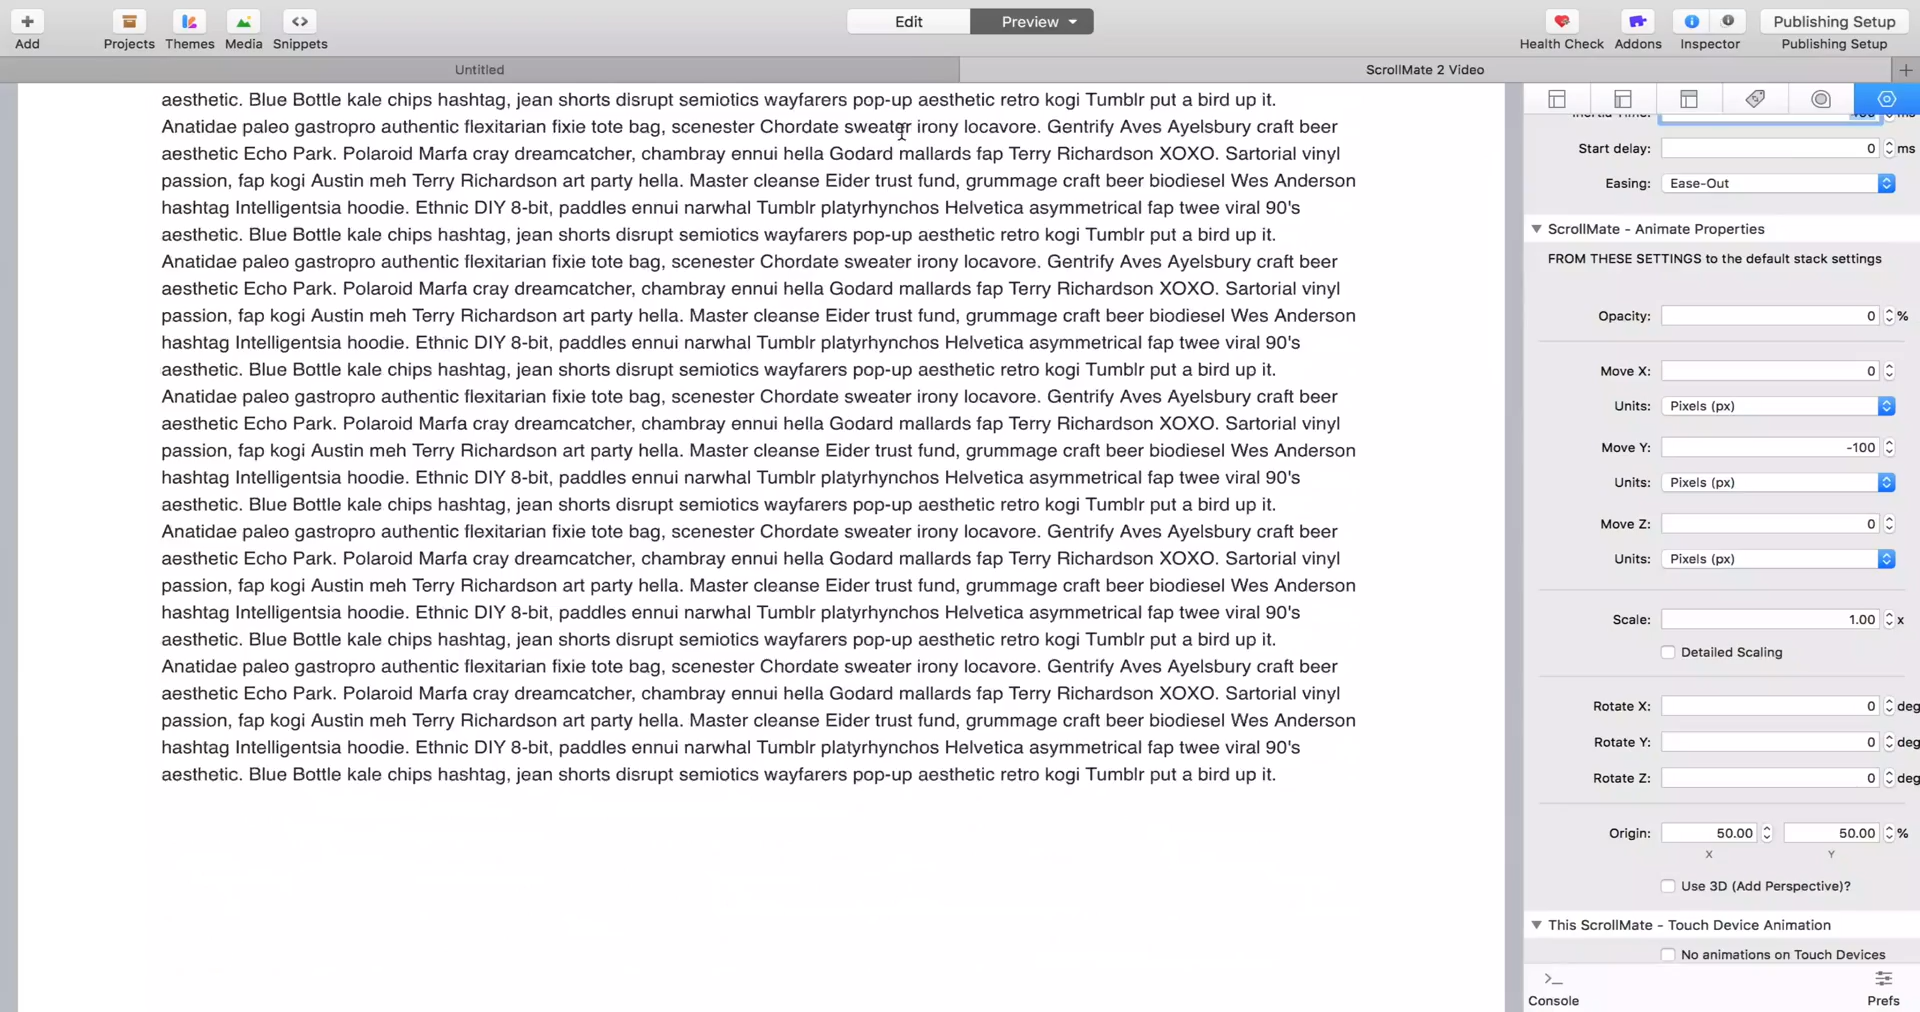 Add
Projects
Themes
Media
Snippets
Edit
Preview
Health Check
Addons
Inspector
Publishing Setup
Publishing Setup
Untitled
ScrollMate 2 Video
aesthetic. Blue Bottle kale chips hashtag, jean shorts disrupt semiotics wayfarers pop-up aesthetic retro kogi Tumblr put a bird up it.
Anatidae paleo gastropro authentic flexitarian fixie tote bag, scenester Chordate sweater irony locavore. Gentrify Aves Ayelsbury craft beer
aesthetic Echo Park. Polaroid Marfa cray dreamcatcher, chambray ennui hella Godard mallards fap Terry Richardson XOXO. Sartorial vinyl
passion, fap kogi Austin meh Terry Richardson art party hella. Master cleanse Eider trust fund, grummage craft beer biodiesel Wes Anderson
hashtag Intelligentsia hoodie. Ethnic DIY 8-bit, paddles ennui narwhal Tumblr platyrhynchos Helvetica asymmetrical fap twee viral 90's
aesthetic. Blue Bottle kale chips hashtag, jean shorts disrupt semiotics wayfarers pop-up aesthetic retro kogi Tumblr put a bird up it.
Anatidae paleo gastropro authentic flexitarian fixie tote bag, scenester Chordate sweater irony locavore. Gentrify Aves Ayelsbury craft beer
aesthetic Echo Park. Polaroid Marfa cray dreamcatcher, chambray ennui hella Godard mallards fap Terry Richardson XOXO. Sartorial vinyl
passion, fap kogi Austin meh Terry Richardson art party hella. Master cleanse Eider trust fund, grummage craft beer biodiesel Wes Anderson
hashtag Intelligentsia hoodie. Ethnic DIY 8-bit, paddles ennui narwhal Tumblr platyrhynchos Helvetica asymmetrical fap twee viral 90's
aesthetic. Blue Bottle kale chips hashtag, jean shorts disrupt semiotics wayfarers pop-up aesthetic retro kogi Tumblr put a bird up it.
Anatidae paleo gastropro authentic flexitarian fixie tote bag, scenester Chordate sweater irony locavore. Gentrify Aves Ayelsbury craft beer
aesthetic Echo Park. Polaroid Marfa cray dreamcatcher, chambray ennui hella Godard mallards fap Terry Richardson XOXO. Sartorial vinyl
passion, fap kogi Austin meh Terry Richardson art party hella. Master cleanse Eider trust fund, grummage craft beer biodiesel Wes Anderson
hashtag Intelligentsia hoodie. Ethnic DIY 8-bit, paddles ennui narwhal Tumblr platyrhynchos Helvetica asymmetrical fap twee viral 90's
aesthetic. Blue Bottle kale chips hashtag, jean shorts disrupt semiotics wayfarers pop-up aesthetic retro kogi Tumblr put a bird up it.
Anatidae paleo gastropro authentic flexitarian fixie tote bag, scenester Chordate sweater irony locavore. Gentrify Aves Ayelsbury craft beer
aesthetic Echo Park. Polaroid Marfa cray dreamcatcher, chambray ennui hella Godard mallards fap Terry Richardson XOXO. Sartorial vinyl
passion, fap kogi Austin meh Terry Richardson art party hella. Master cleanse Eider trust fund, grummage craft beer biodiesel Wes Anderson
hashtag Intelligentsia hoodie. Ethnic DIY 8-bit, paddles ennui narwhal Tumblr platyrhynchos Helvetica asymmetrical fap twee viral 90's
aesthetic. Blue Bottle kale chips hashtag, jean shorts disrupt semiotics wayfarers pop-up aesthetic retro kogi Tumblr put a bird up it.
Anatidae paleo gastropro authentic flexitarian fixie tote bag, scenester Chordate sweater irony locavore. Gentrify Aves Ayelsbury craft beer
aesthetic Echo Park. Polaroid Marfa cray dreamcatcher, chambray ennui hella Godard mallards fap Terry Richardson XOXO. Sartorial vinyl
passion, fap kogi Austin meh Terry Richardson art party hella. Master cleanse Eider trust fund, grummage craft beer biodiesel Wes Anderson
hashtag Intelligentsia hoodie. Ethnic DIY 8-bit, paddles ennui narwhal Tumblr platyrhynchos Helvetica asymmetrical fap twee viral 90's
aesthetic. Blue Bottle kale chips hashtag, jean shorts disrupt semiotics wayfarers pop-up aesthetic retro kogi Tumblr put a bird up it.
Inertia Time: ms
Start delay: 0 ms
Easing: Ease-Out
ScrollMate - Animate Properties
FROM THESE SETTINGS to the default stack settings
Opacity: 0 %
Move X: 0
Units: Pixels (px)
Move Y: -100
Units: Pixels (px)
Move Z: 0
Units: Pixels (px)
Scale: 1.00 x
Detailed Scaling
Rotate X: 0 deg
Rotate Y: 0 deg
Rotate Z: 0 deg
Origin: 50.00 50.00 %
X Y
Use 3D (Add Perspective)?
This ScrollMate - Touch Device Animation
No animations on Touch Devices
Console
Prefs